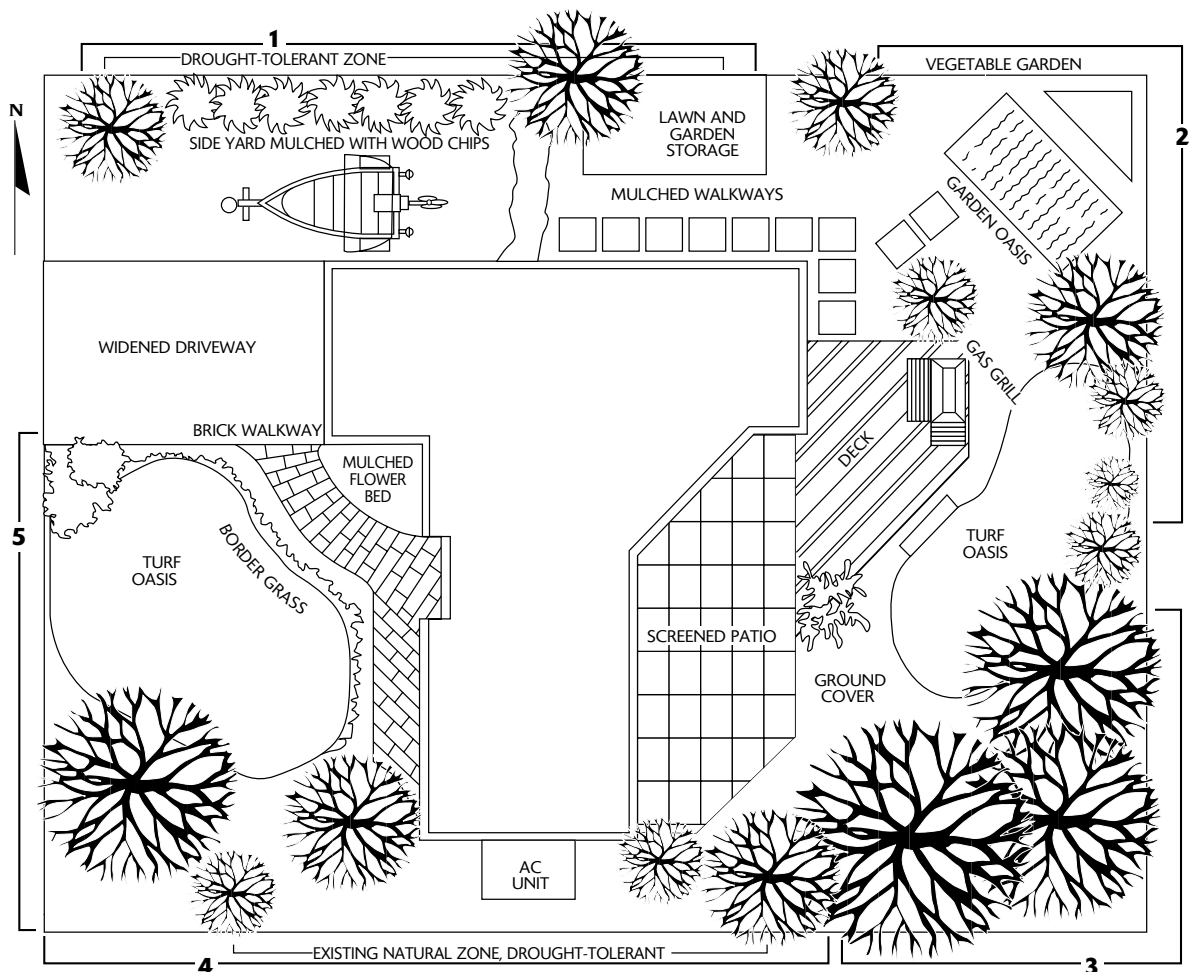 1
DROUGHT-TOLERANT ZONE
VEGETABLE GARDEN
N
LAWN AND
GARDEN
STORAGE
2
SIDE YARD MULCHED WITH WOOD CHIPS
MULCHED WALKWAYS
GARDEN OASIS
WIDENED DRIVEWAY
GAS GRILL
BRICK WALKWAY
MULCHED
FLOWER
BED
DECK
5
TURF
OASIS
BORDER GRASS
TURF
OASIS
SCREENED PATIO
GROUND
COVER
AC
UNIT
EXISTING NATURAL ZONE, DROUGHT-TOLERANT
4
3